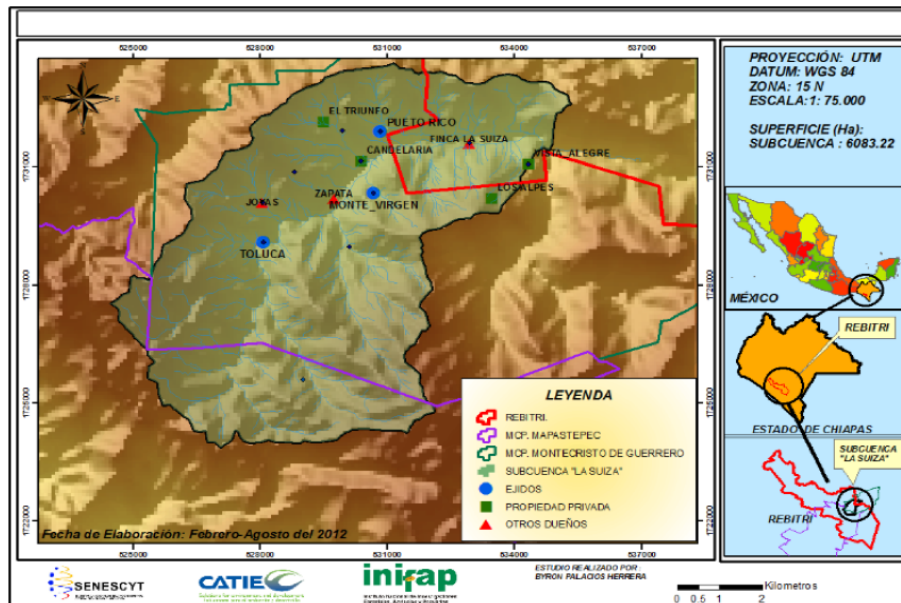 525000 528000 531000 534000 537000
1731000
1728000
1725000
1722000
EL TRIUNFO
PUETO RICO
FINCA LA SUIZA
CANDELARIA
VISTA_ALEGRE
ZAPATA
LOS ALPES
JOYAS
MONTE_VIRGEN
TOLUCA
LEYENDA
REBITRI.
MCP. MAPASTEPEC
MCP. MONTECRISTO DE GUERRERO
SUBCUENCA "LA SUIZA"
EJIDOS
PROPIEDAD PRIVADA
OTROS DUEÑOS
Fecha de Elaboración: Febrero-Agosto del 2012
PROYECCIÓN: UTM
DATUM: WGS 84
ZONA: 15 N
ESCALA:1: 75.000
SUPERFICIE (Ha):
SUBCUENCA : 6083.22
MÉXICO
REBITRI
ESTADO DE CHIAPAS
SUBCUENCA
"LA SUIZA"
REBITRI
SENESCYT
CATIE
inifap
ESTUDIO REALIZADO POR:
BYRON PALACIOS HERRERA
Kilometros
0 0.5 1 2